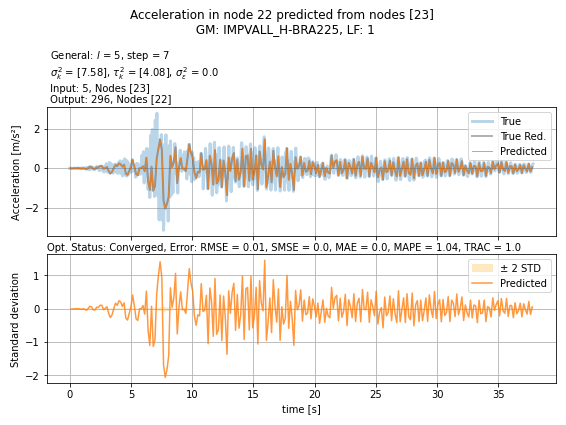 Acceleration in node 22 predicted from nodes [23]
GM: IMPVALL_H-BRA225, LF: 1
General: l = 5, step = 7
σ²ₖ = [7.58], τ²ₖ = [4.08], σ²ε = 0.0
Input: 5, Nodes [23]
Output: 296, Nodes [22]
True
True Red.
Predicted
Acceleration [m/s²]
2
0
−2
Opt. Status: Converged, Error: RMSE = 0.01, SMSE = 0.0, MAE = 0.0, MAPE = 1.04, TRAC = 1.0
± 2 STD
Predicted
Standard deviation
1
0
−1
−2
0 5 10 15 20 25 30 35
time [s]